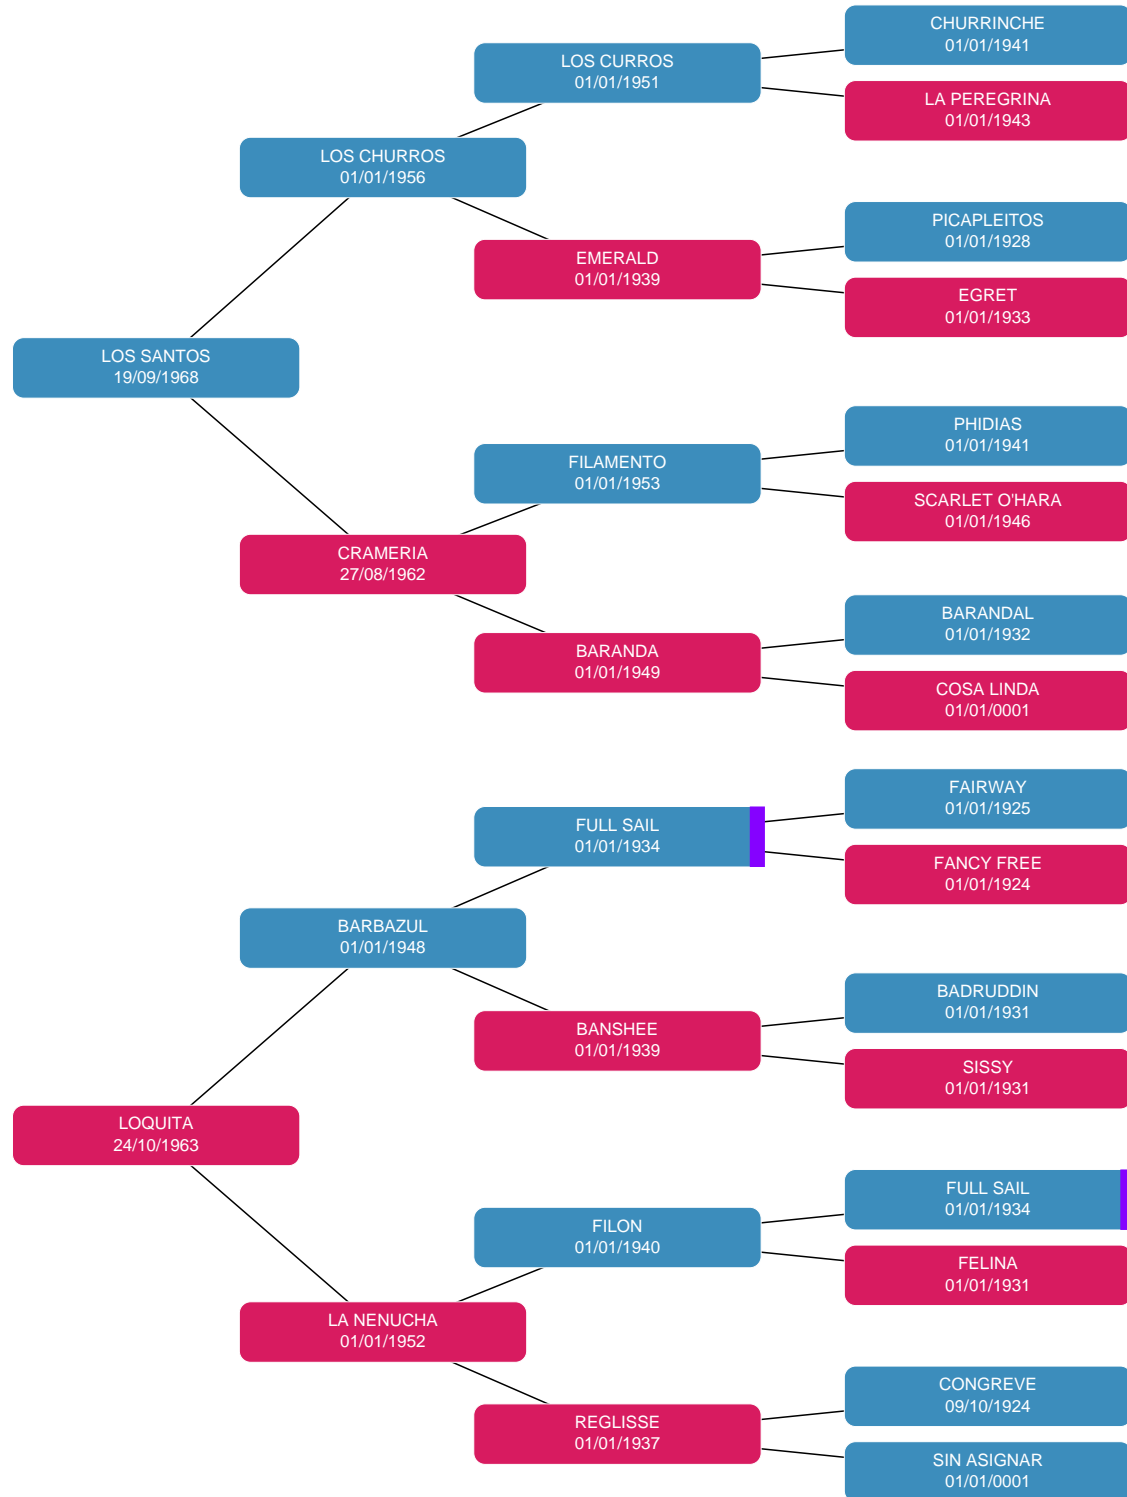 CHURRINCHE
01/01/1941
LOS CURROS
01/01/1951
LA PEREGRINA
01/01/1943
LOS CHURROS
01/01/1956
PICAPLEITOS
01/01/1928
EMERALD
01/01/1939
EGRET
01/01/1933
LOS SANTOS
19/09/1968
PHIDIAS
01/01/1941
FILAMENTO
01/01/1953
SCARLET O'HARA
01/01/1946
CRAMERIA
27/08/1962
BARANDAL
01/01/1932
BARANDA
01/01/1949
COSA LINDA
01/01/0001
FAIRWAY
01/01/1925
FULL SAIL
01/01/1934
FANCY FREE
01/01/1924
BARBAZUL
01/01/1948
BADRUDDIN
01/01/1931
BANSHEE
01/01/1939
SISSY
01/01/1931
LOQUITA
24/10/1963
FULL SAIL
01/01/1934
FILON
01/01/1940
FELINA
01/01/1931
LA NENUCHA
01/01/1952
CONGREVE
09/10/1924
REGLISSE
01/01/1937
SIN ASIGNAR
01/01/0001